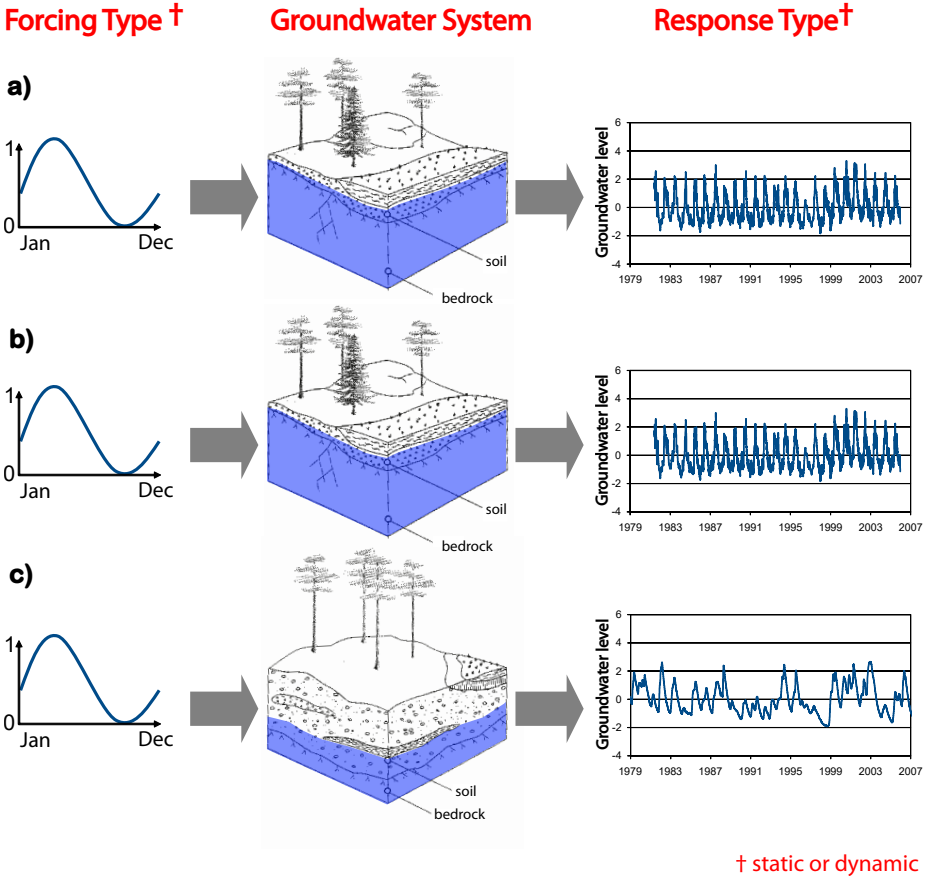 Forcing Type †
Groundwater System
Response Type†
a)
1
0
Jan
Dec
soil
bedrock
Groundwater level
6
4
2
0
-2
-4
1979 1983 1987 1991 1995 1999 2003 2007
b)
1
0
Jan
Dec
soil
bedrock
Groundwater level
6
4
2
0
-2
-4
1979 1983 1987 1991 1995 1999 2003 2007
c)
1
0
Jan
Dec
soil
bedrock
Groundwater level
6
4
2
0
-2
-4
1979 1983 1987 1991 1995 1999 2003 2007
† static or dynamic